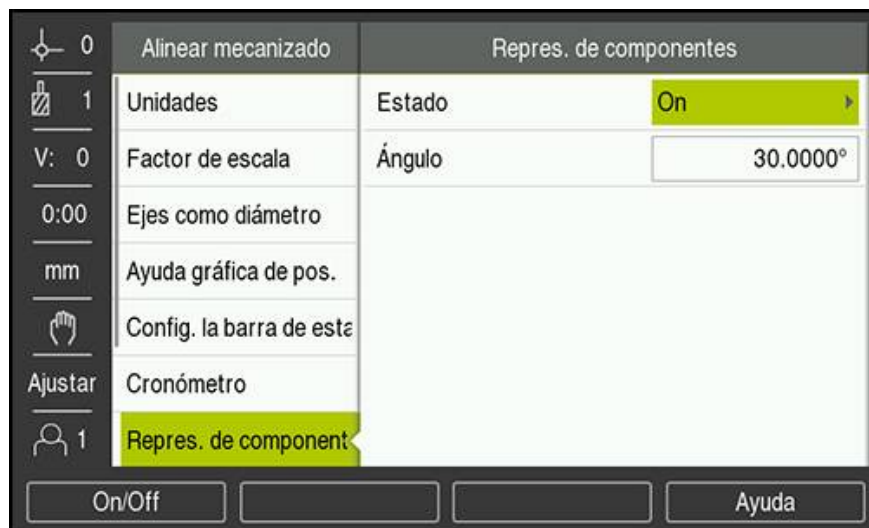 0 Alinear mecanizado Repres. de componentes
1 Unidades Estado On
V: 0 Factor de escala Ángulo 30.0000°
0:00 Ejes como diámetro
mm Ayuda gráfica de pos.
Config. la barra de esta
Ajustar Cronómetro
1 Repres. de component
On/Off Ayuda